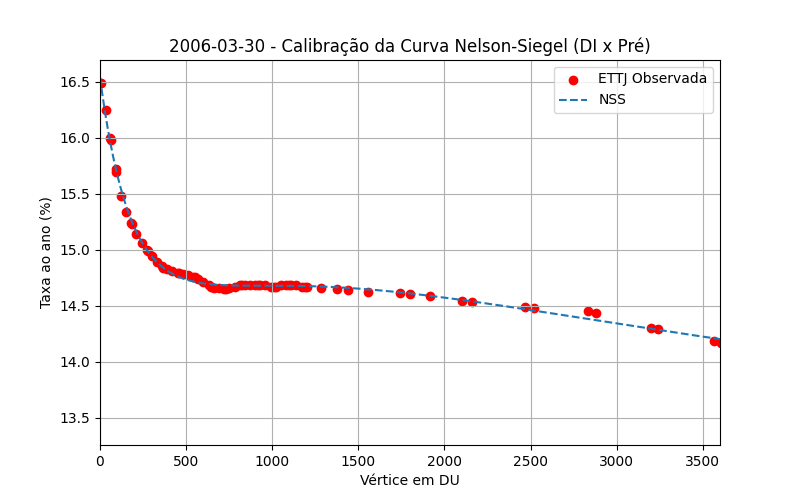 2006-03-30 - Calibração da Curva Nelson-Siegel (DI x Pré)
ETTJ Observada
NSS
Taxa ao ano (%)
16.5
16.0
15.5
15.0
14.5
14.0
13.5
0 500 1000 1500 2000 2500 3000 3500
Vértice em DU